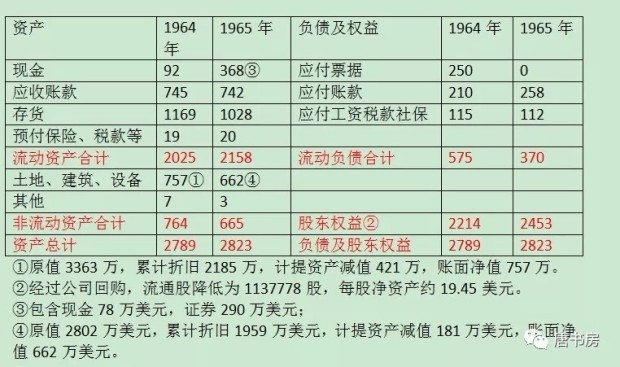 资产 1964年 1965 年 负债及权益 1964 年 1965 年
现金 92 368③ 应付票据 250 0
应收账款 745 742 应付账款 210 258
存货 1169 1028 应付工资税款社保 115 112
预付保险、税款等 19 20
流动资产合计 2025 2158 流动负债合计 575 370
土地、建筑、设备 757① 662④
其他 7 3
非流动资产合计 764 665 股东权益② 2214 2453
资产总计 2789 2823 负债及股东权益 2789 2823
①原值 3363 万，累计折旧 2185 万，计提资产减值 421 万，账面净值 757 万。
②经过公司回购，流通股降低为 1137778 股，每股净资产约 19.45 美元。
③包含现金 78 万美元，证券 290 万美元；
④原值 2802 万美元，累计折旧 1959 万美元，计提资产减值 181 万美元，账面净
值 662 万美元。
唐书房